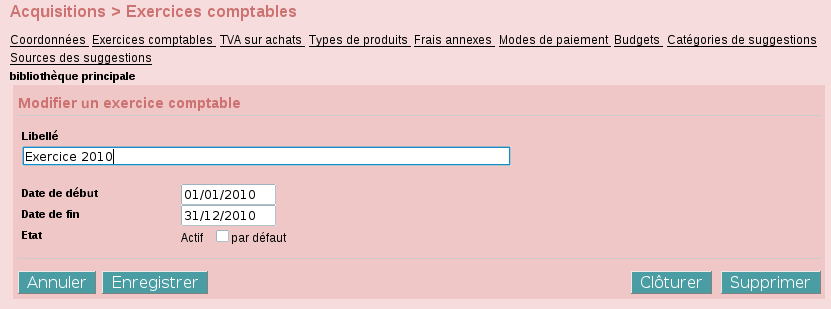 Acquisitions > Exercices comptables
Coordonnées Exercices comptables TVA sur achats Types de produits Frais annexes Modes de paiement Budgets Catégories de suggestions
Sources des suggestions
bibliothèque principale
Modifier un exercice comptable
Libellé
Exercice 2010
Date de début 01/01/2010
Date de fin 31/12/2010
Etat Actif par défaut
Annuler Enregistrer Clôturer Supprimer